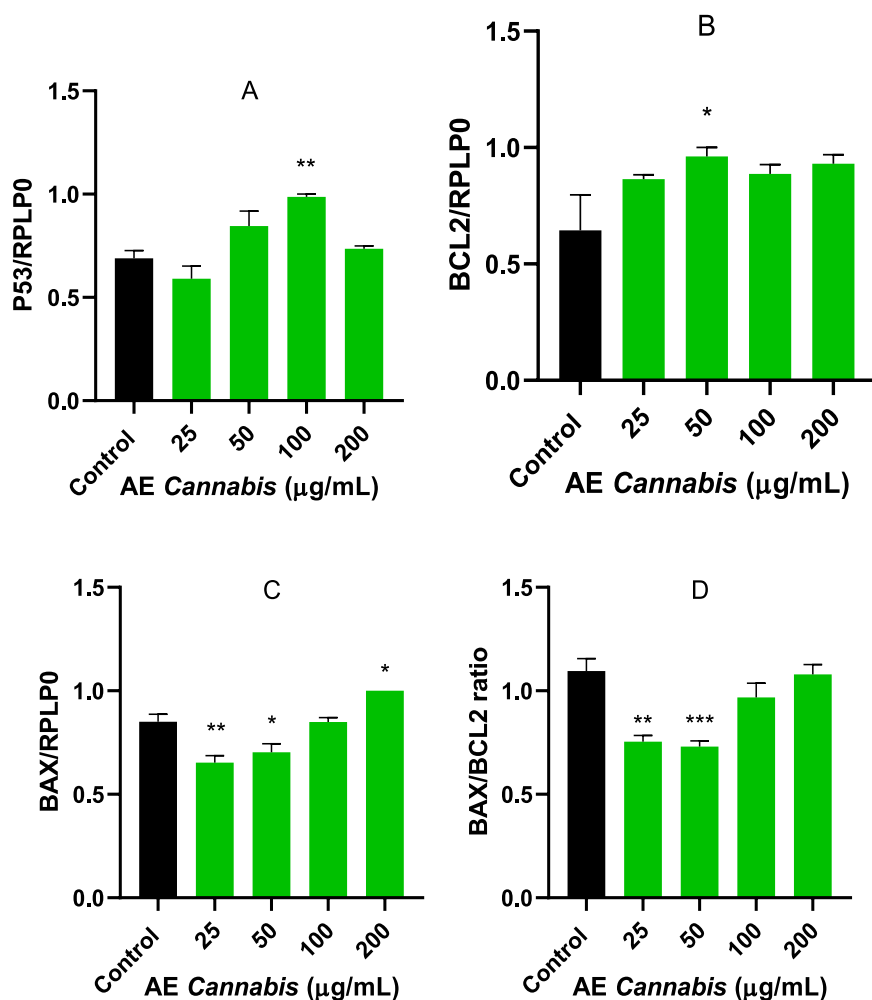 A
P53/RPLP0
1.5
1.0
0.5
0.0
**
Control
25
50
100
200
AE Cannabis (μg/mL)
B
BCL2/RPLP0
1.5
1.0
0.5
0.0
*
Control
25
50
100
200
AE Cannabis (μg/mL)
C
BAX/RPLP0
1.5
1.0
0.5
0.0
**
*
*
Control
25
50
100
200
AE Cannabis (μg/mL)
D
BAX/BCL2 ratio
1.5
1.0
0.5
0.0
**
***
Control
25
50
100
200
AE Cannabis (μg/mL)